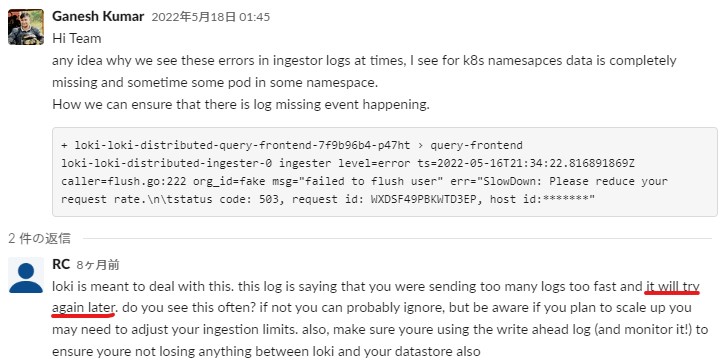 Ganesh Kumar 2022年5月18日 01:45
Hi Team
any idea why we see these errors in ingestor logs at times, I see for k8s namesapces data is completely
missing and sometime some pod in some namespace.
How we can ensure that there is log missing event happening.
+ loki-loki-distributed-query-frontend-7f9b96b4-p47ht › query-frontend
loki-loki-distributed-ingester-0 ingester level=error ts=2022-05-16T21:34:22.816891869Z
caller=flush.go:222 org_id=fake msg="failed to flush user" err="SlowDown: Please reduce your
request rate.\n\tstatus code: 503, request id: WXDSF49PBKWTD3EP, host id:*******"
2 件の返信
RC 8ヶ月前
loki is meant to deal with this. this log is saying that you were sending too many logs too fast and it will try
again later. do you see this often? if not you can probably ignore, but be aware if you plan to scale up you
may need to adjust your ingestion limits. also, make sure youre using the write ahead log (and monitor it!) to
ensure youre not losing anything between loki and your datastore also